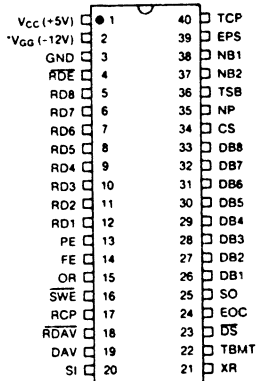 Vcc (+5V) 1 40 TCP
*VGG (-12V) 2 39 EPS
GND 3 38 NB1
RDE 4 37 NB2
RD8 5 36 TSB
RD7 6 35 NP
RD6 7 34 CS
RD5 8 33 DB8
RD4 9 32 DB7
RD3 10 31 DB6
RD2 11 30 DB5
RD1 12 29 DB4
PE 13 28 DB3
FE 14 27 DB2
OR 15 26 DB1
SWE 16 25 SO
RCP 17 24 EOC
RDAV 18 23 DS
DAV 19 22 TBMT
SI 20 21 XR